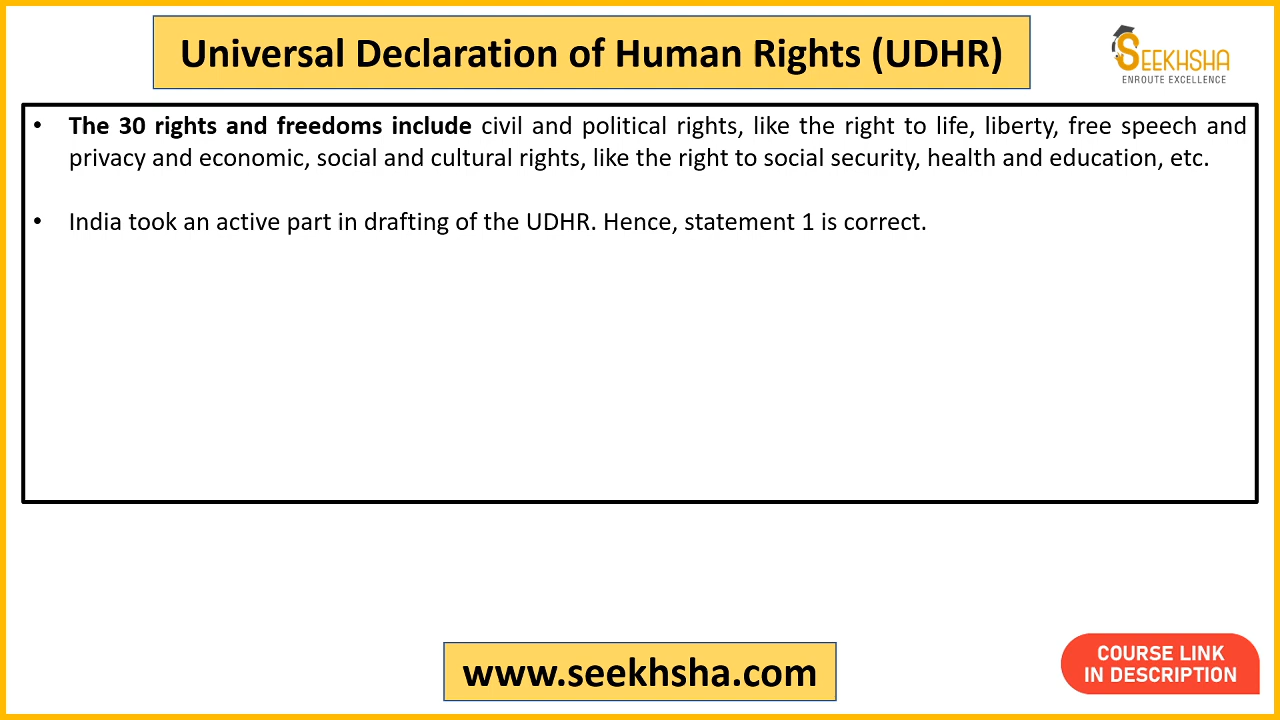 Universal Declaration of Human Rights (UDHR)
SEEKHSHA
ENROUTE EXCELLENCE
• The 30 rights and freedoms include civil and political rights, like the right to life, liberty, free speech and
privacy and economic, social and cultural rights, like the right to social security, health and education, etc.
• India took an active part in drafting of the UDHR. Hence, statement 1 is correct.
www.seekhsha.com
COURSE LINK
IN DESCRIPTION